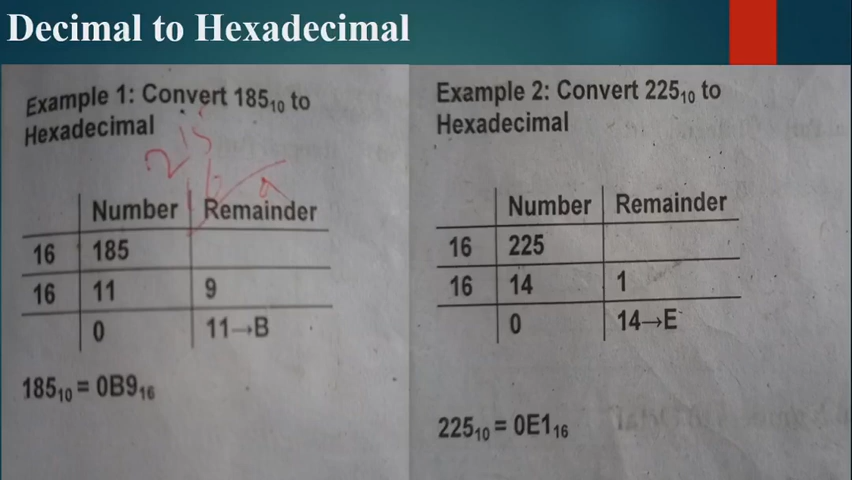 Decimal to Hexadecimal
Example 1: Convert 185₁₀ to
Hexadecimal
Number Remainder
16 185
16 11 9
0 11→B
185₁₀ = 0B9₁₆
Example 2: Convert 225₁₀ to
Hexadecimal
Number Remainder
16 225
16 14 1
0 14→E
225₁₀ = 0E1₁₆